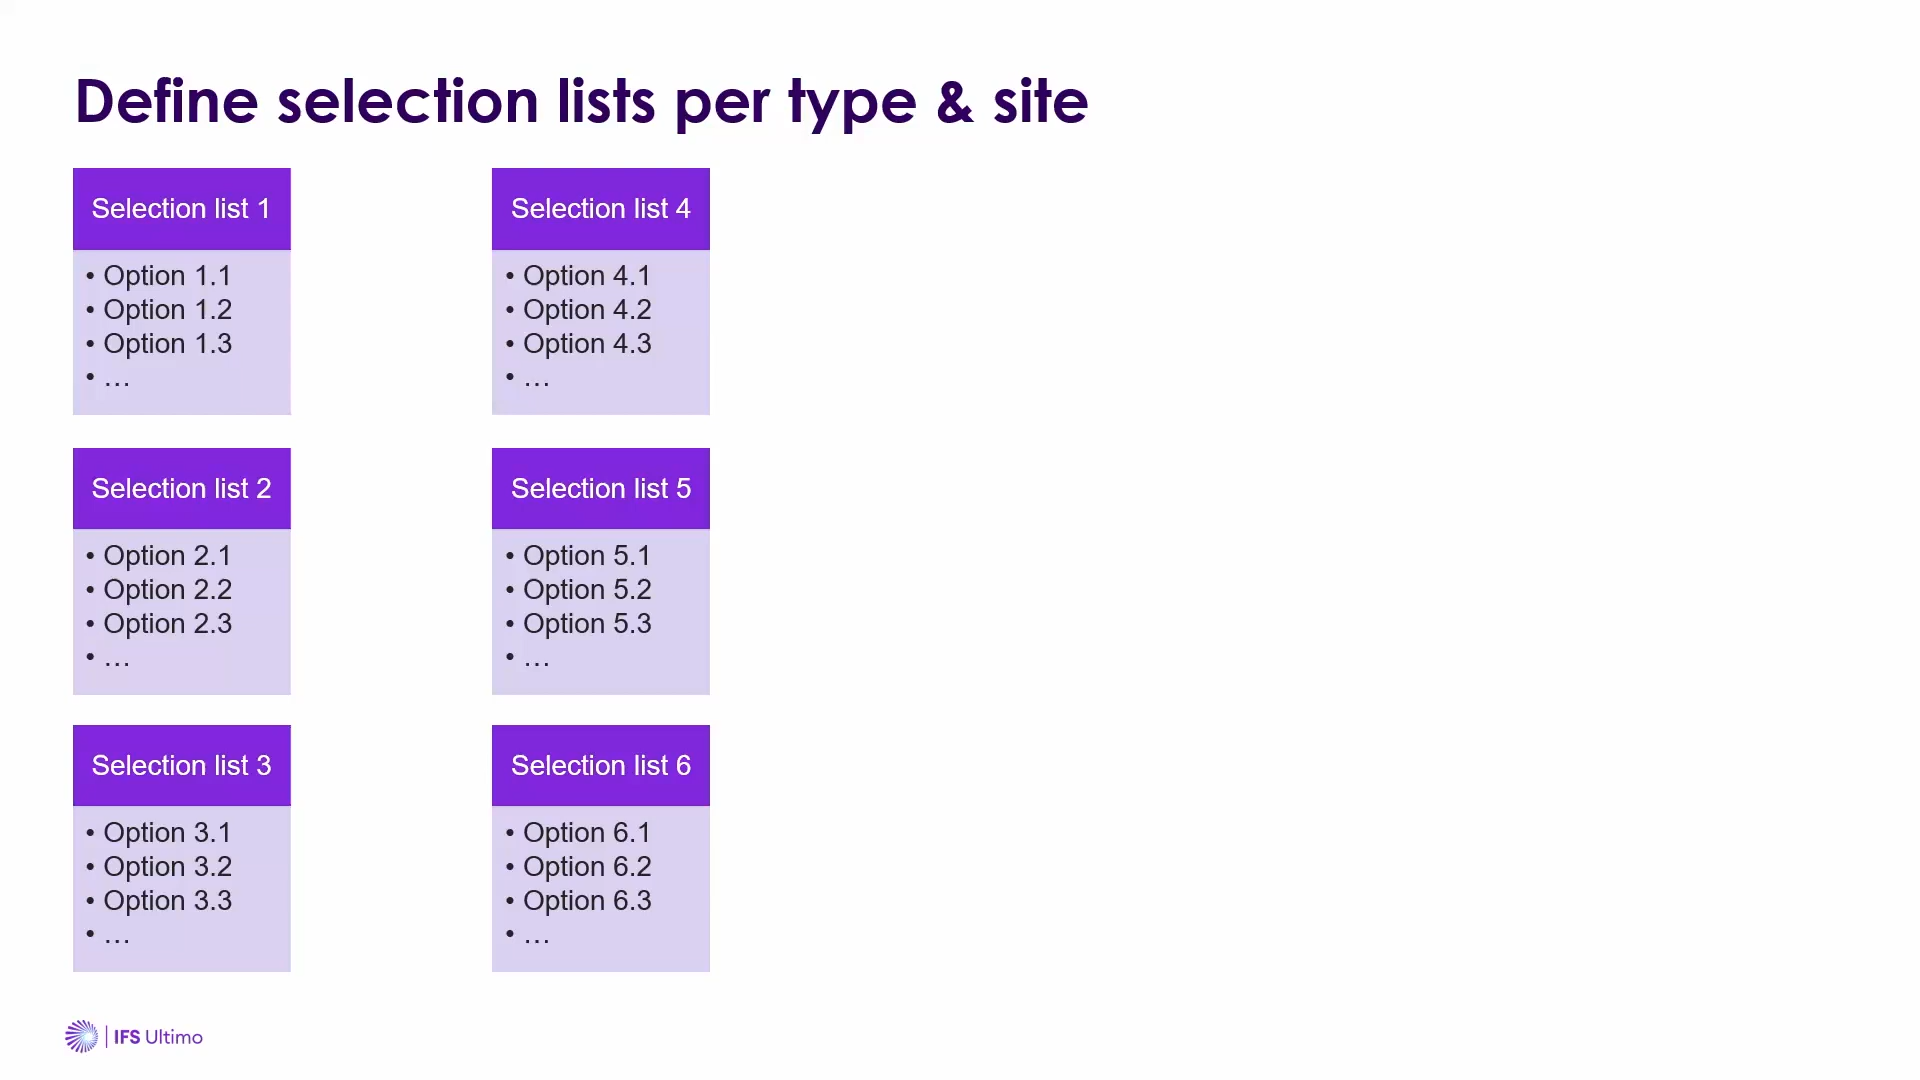 Define selection lists per type & site
Selection list 1
• Option 1.1
• Option 1.2
• Option 1.3
• …
Selection list 2
• Option 2.1
• Option 2.2
• Option 2.3
• …
Selection list 3
• Option 3.1
• Option 3.2
• Option 3.3
• …
Selection list 4
• Option 4.1
• Option 4.2
• Option 4.3
• …
Selection list 5
• Option 5.1
• Option 5.2
• Option 5.3
• …
Selection list 6
• Option 6.1
• Option 6.2
• Option 6.3
• …
IFS Ultimo